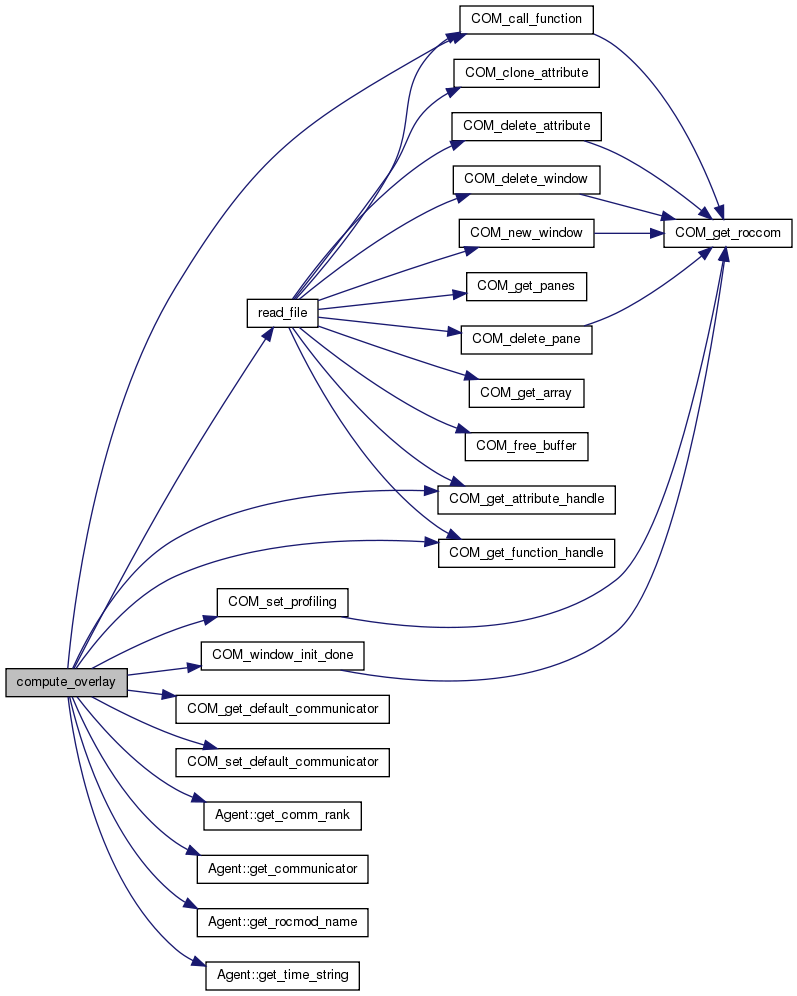 COM_call_function
COM_clone_attribute
COM_delete_attribute
COM_delete_window
COM_new_window
COM_get_roccom
COM_get_panes
read_file
COM_delete_pane
COM_get_array
COM_free_buffer
COM_get_attribute_handle
COM_get_function_handle
COM_set_profiling
COM_window_init_done
compute_overlay
COM_get_default_communicator
COM_set_default_communicator
Agent::get_comm_rank
Agent::get_communicator
Agent::get_rocmod_name
Agent::get_time_string